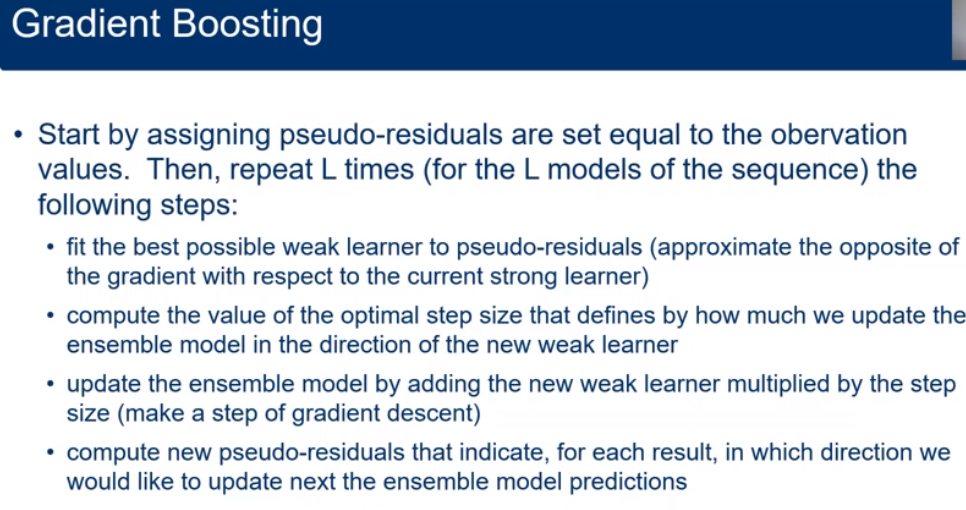 Gradient Boosting
• Start by assigning pseudo-residuals are set equal to the obervation
values.  Then, repeat L times (for the L models of the sequence) the
following steps:
• fit the best possible weak learner to pseudo-residuals (approximate the opposite of
the gradient with respect to the current strong learner)
• compute the value of the optimal step size that defines by how much we update the
ensemble model in the direction of the new weak learner
• update the ensemble model by adding the new weak learner multiplied by the step
size (make a step of gradient descent)
• compute new pseudo-residuals that indicate, for each result, in which direction we
would like to update next the ensemble model predictions